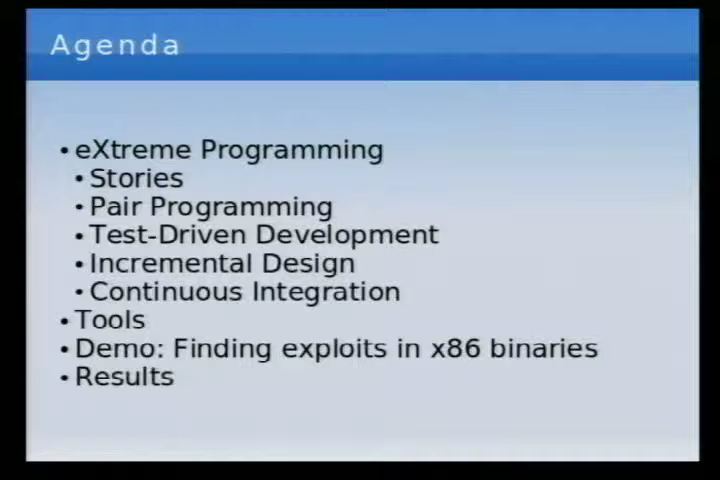 Agenda
• eXtreme Programming
• Stories
• Pair Programming
• Test-Driven Development
• Incremental Design
• Continuous Integration
• Tools
• Demo: Finding exploits in x86 binaries
• Results